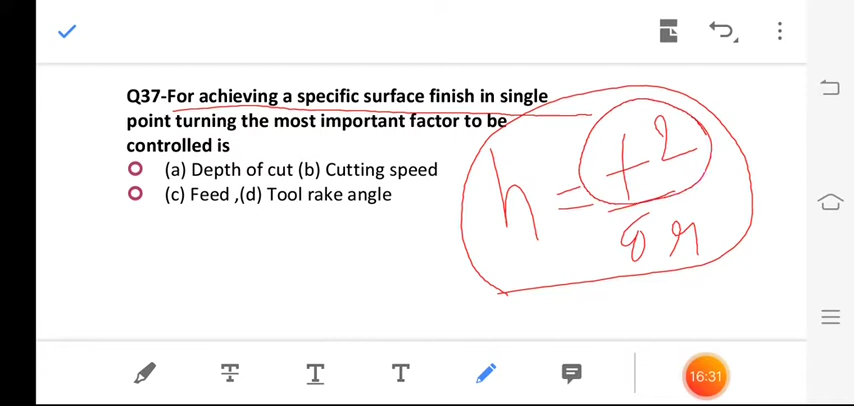 Q37-For achieving a specific surface finish in single
point turning the most important factor to be
controlled is
(a) Depth of cut (b) Cutting speed
(c) Feed ,(d) Tool rake angle
h = f²
8 r
T T T
16:31